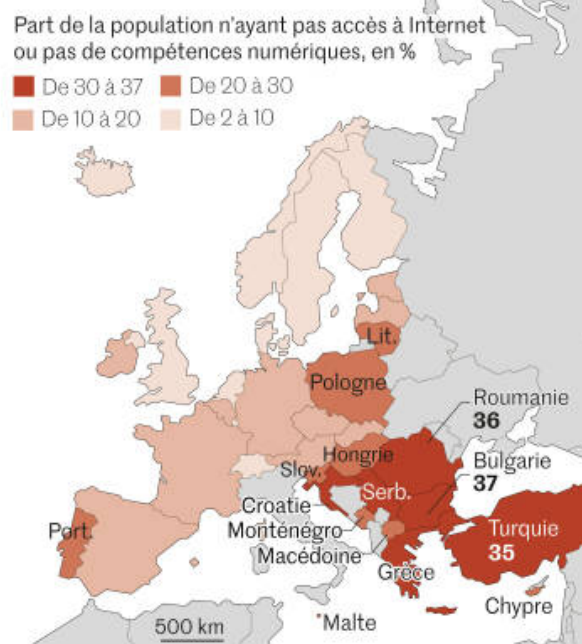 Part de la population n'ayant pas accès à Internet
ou pas de compétences numériques, en %
De 30 à 37 De 20 à 30
De 10 à 20 De 2 à 10
Lit.
Pologne
Roumanie
36
Hongrie
Bulgarie
37
Slov.
Serb.
Croatie
Port.
Monténégro
Turquie
35
Macédoine
Grèce
Chypre
Malte
500 km